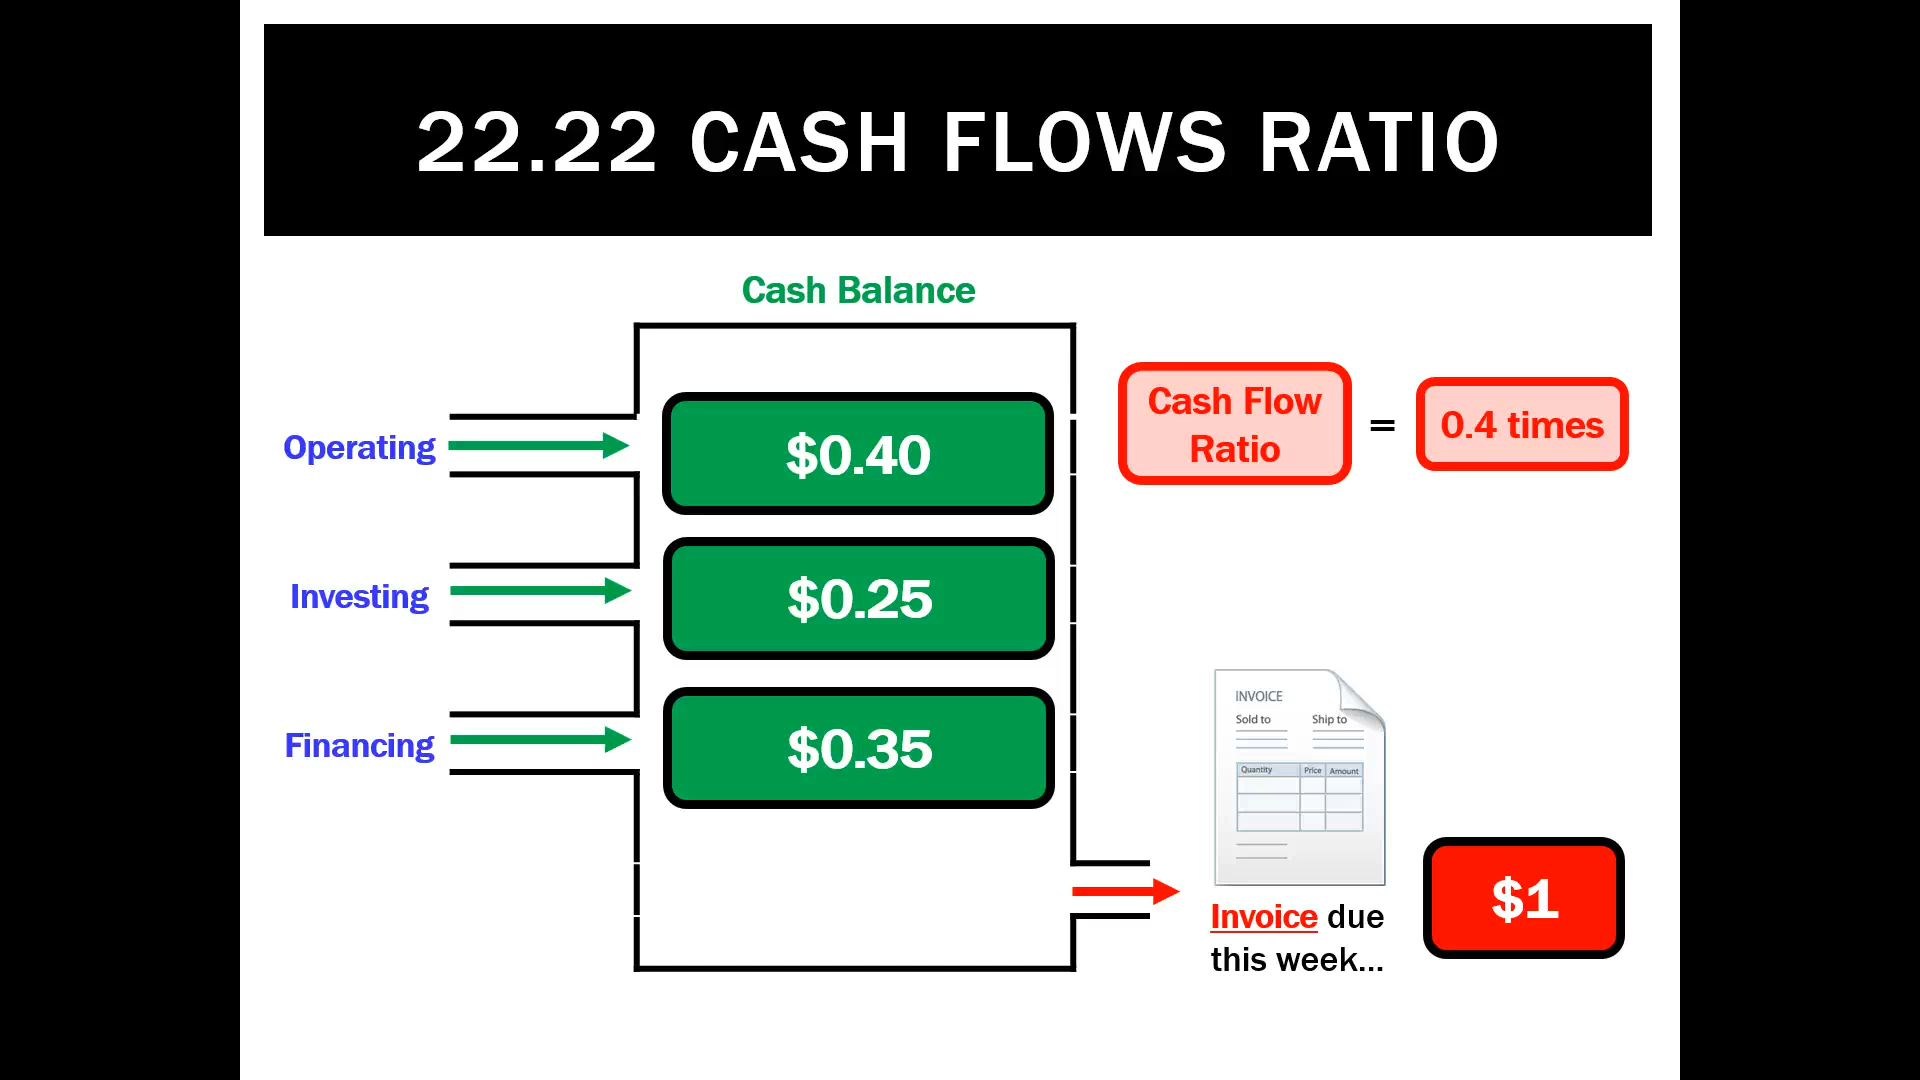 22.22 CASH FLOWS RATIO
Cash Balance
Operating
$0.40
Cash Flow
Ratio
=
0.4 times
Investing
$0.25
Financing
$0.35
INVOICE
Sold to
Ship to
Quantity Price Amount
Invoice due
this week...
$1